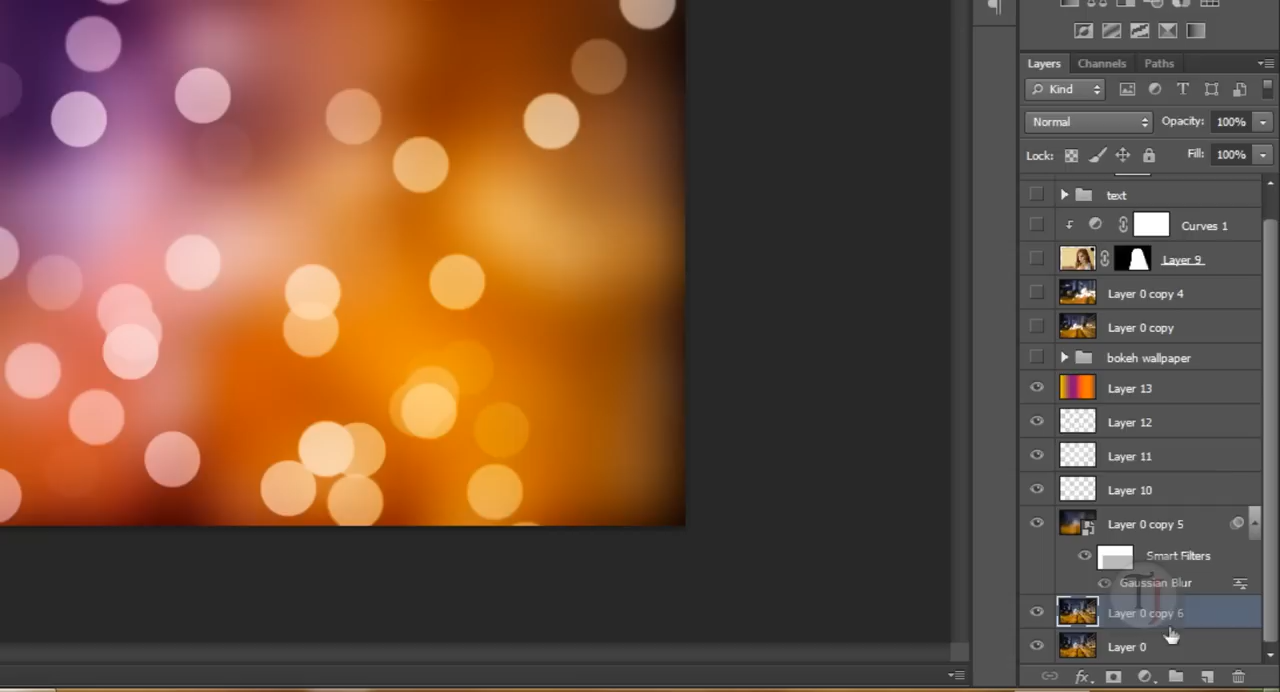 Layers Channels Paths
Kind T
Normal Opacity: 100%
Lock: Fill: 100%
text
Curves 1
Layer 9
Layer 0 copy 4
Layer 0 copy
bokeh wallpaper
Layer 13
Layer 12
Layer 11
Layer 10
Layer 0 copy 5
Smart Filters
Gaussian Blur
Layer 0 copy 6
Layer 0
fx
TJ